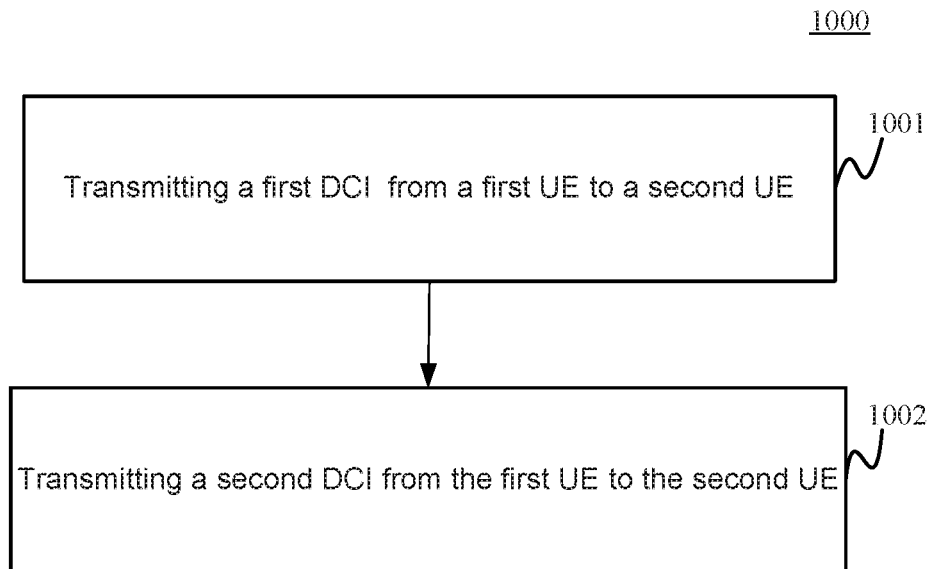 1000
1001
Transmitting a first DCI from a first UE to a second UE
1002
Transmitting a second DCI from the first UE to the second UE